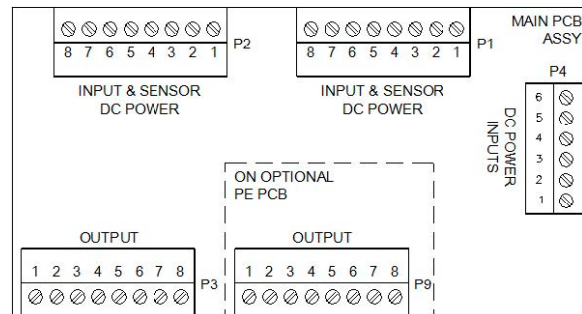 8 7 6 5 4 3 2 1
P2
INPUT & SENSOR
DC POWER
8 7 6 5 4 3 2 1
P1
INPUT & SENSOR
DC POWER
MAIN PCB
ASSY
P4
6
5
4
3
2
1
DC POWER
INPUTS
ON OPTIONAL
PE PCB
OUTPUT
1 2 3 4 5 6 7 8
P3
OUTPUT
1 2 3 4 5 6 7 8
P9